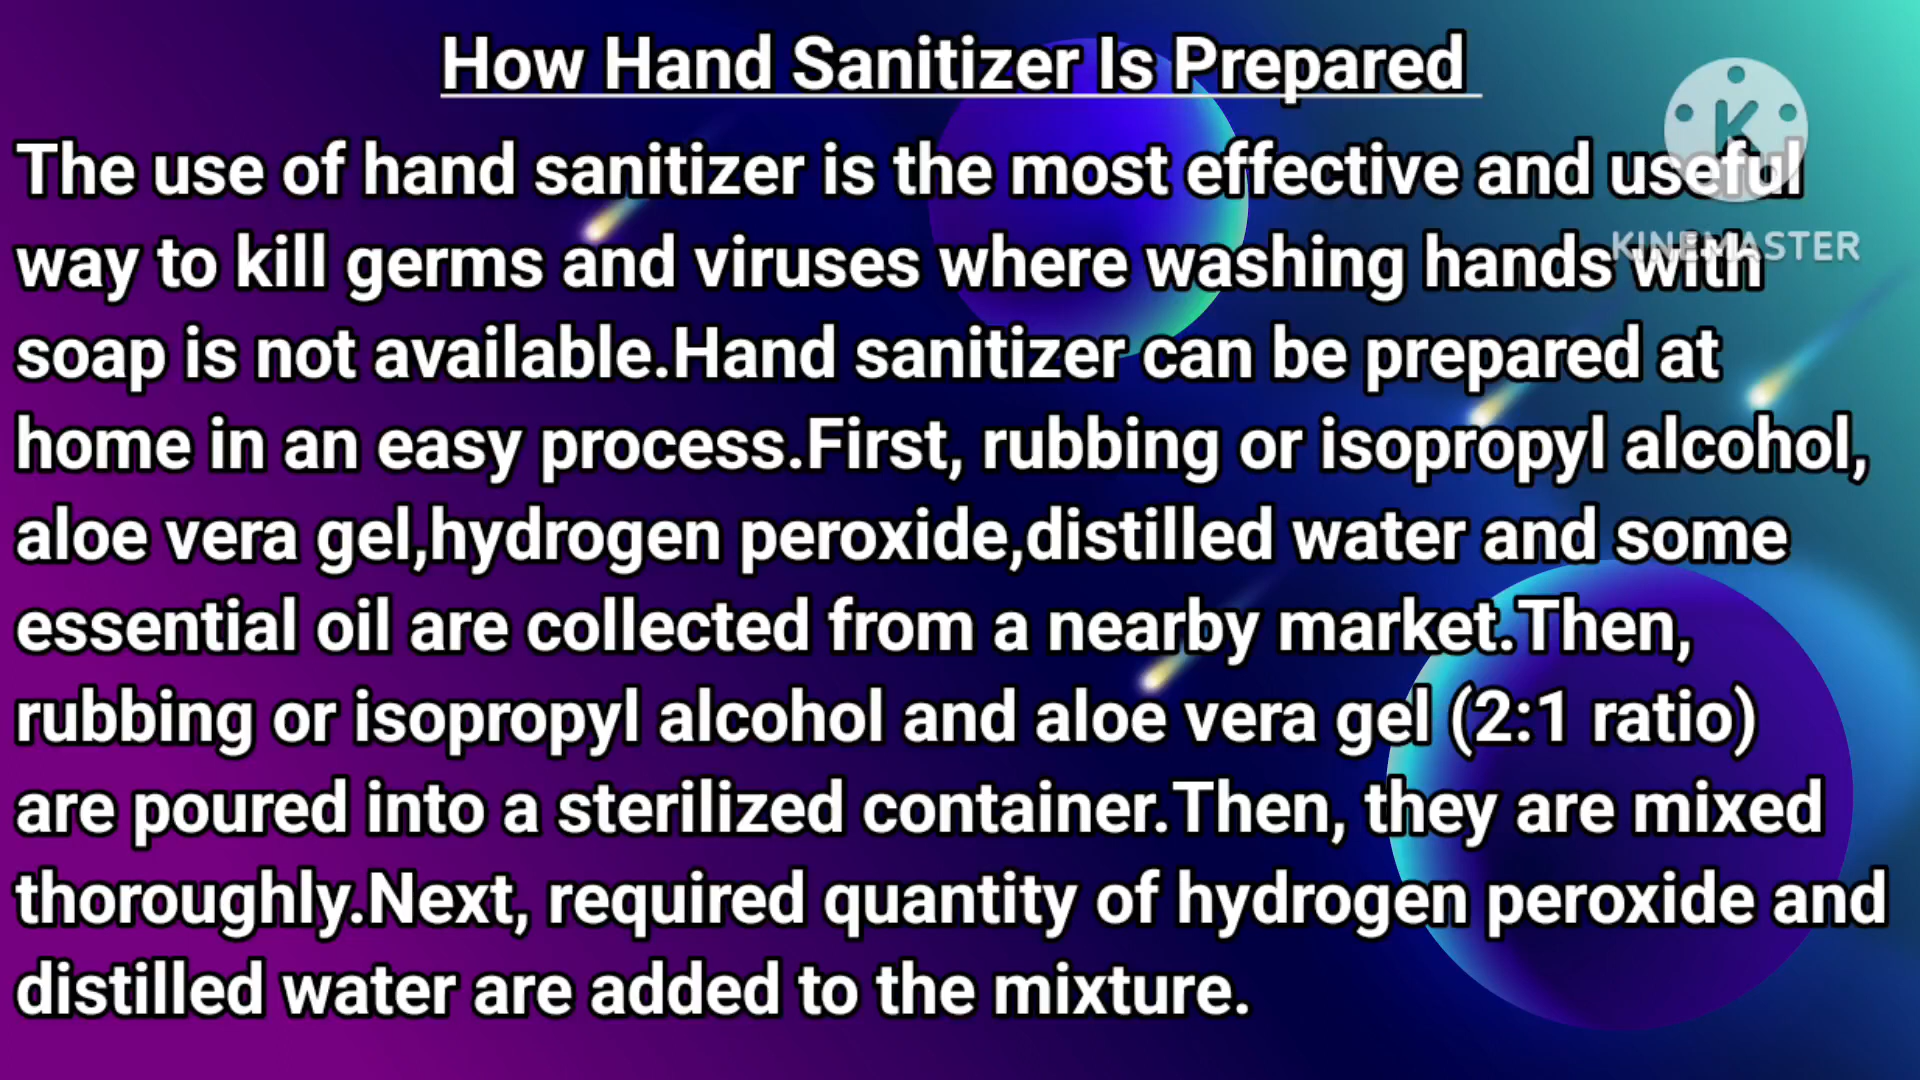 How Hand Sanitizer Is Prepared
The use of hand sanitizer is the most effective and useful
way to kill germs and viruses where washing hands with
soap is not available.Hand sanitizer can be prepared at
home in an easy process.First, rubbing or isopropyl alcohol,
aloe vera gel,hydrogen peroxide,distilled water and some
essential oil are collected from a nearby market.Then,
rubbing or isopropyl alcohol and aloe vera gel (2:1 ratio)
are poured into a sterilized container.Then, they are mixed
thoroughly.Next, required quantity of hydrogen peroxide and
distilled water are added to the mixture.
K
KINEMASTER